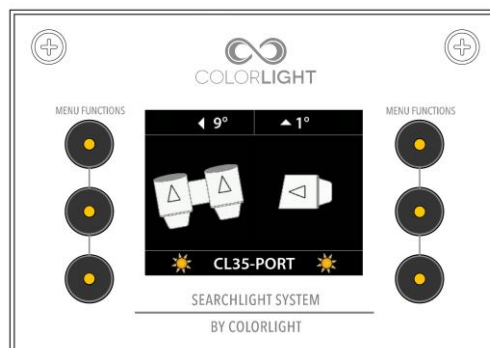 COLORLIGHT
MENU FUNCTIONS
MENU FUNCTIONS
9° 1°
CL35-PORT
SEARCHLIGHT SYSTEM
BY COLORLIGHT